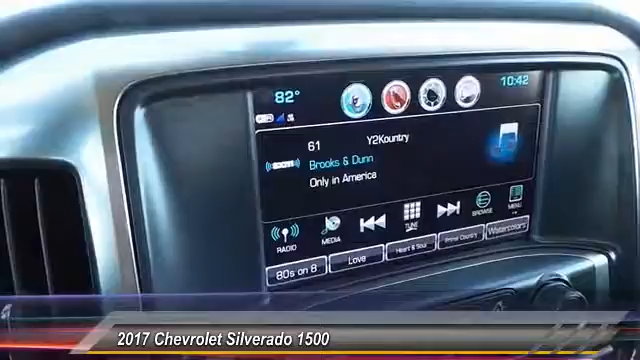 82°
10:42
61
Y2Kountry
Brooks & Dunn
Only in America
RADIO
MEDIA
TUNE
BROWSE
MENU
80s on 8
Love
Heart & Soul
Prime Country
Watercolors
2017 Chevrolet Silverado 1500